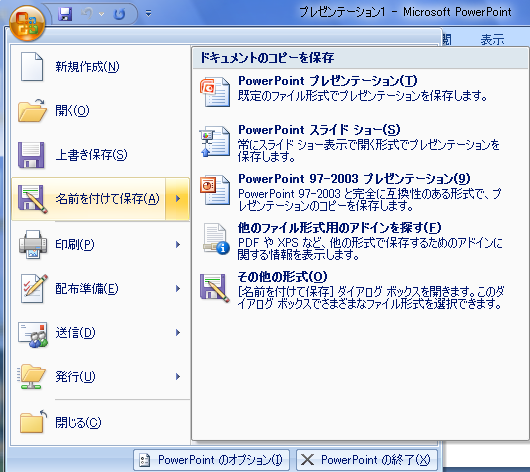 プレゼンテーション1 - Microsoft PowerPoint
表示
新規作成(N)
開く(O)
上書き保存(S)
名前を付けて保存(A)
印刷(P)
配布準備(E)
送信(D)
発行(U)
閉じる(C)
ドキュメントのコピーを保存
PowerPoint プレゼンテーション(T)
既定のファイル形式でプレゼンテーションを保存します。
PowerPoint スライド ショー(S)
常にスライド ショー表示で開く形式でプレゼンテーションを
保存します。
PowerPoint 97-2003 プレゼンテーション(9)
PowerPoint 97-2003 と完全に互換性のある形式で、プ
レゼンテーションのコピーを保存します。
他のファイル形式用のアドインを探す(F)
PDF や XPS など、他の形式で保存するためのアドインに
関する情報を表示します。
その他の形式(O)
[名前を付けて保存] ダイアログ ボックスを開きます。このダ
イアログ ボックスでさまざまなファイル形式を選択できます。
PowerPoint のオプション(I)
PowerPoint の終了(X)